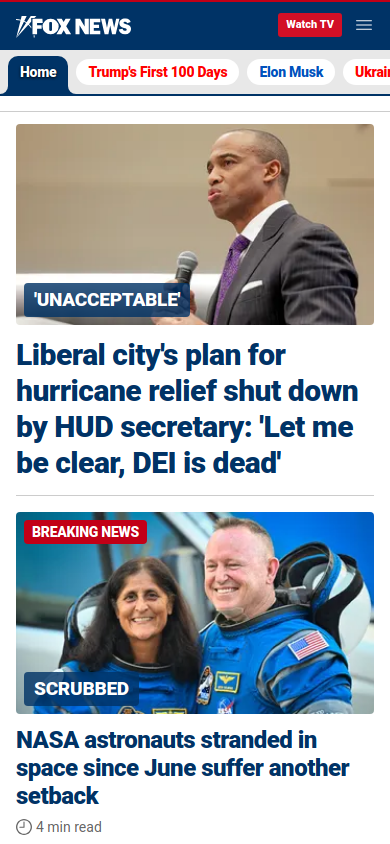 FOX NEWS
Watch TV
Home
Trump's First 100 Days
Elon Musk
Ukrain
'UNACCEPTABLE'
Liberal city's plan for
hurricane relief shut down
by HUD secretary: 'Let me
be clear, DEI is dead'
BREAKING NEWS
SCRUBBED
NASA astronauts stranded in
space since June suffer another
setback
4 min read